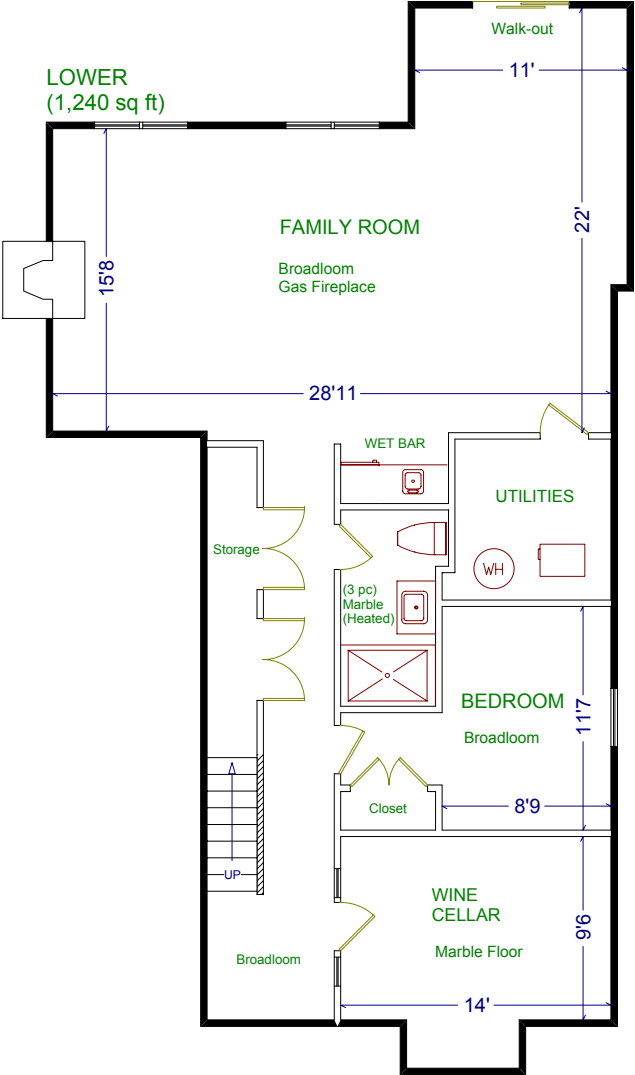 Walk-out
11'
LOWER
(1,240 sq ft)
22'
FAMILY ROOM
Broadloom
Gas Fireplace
15'8
28'11
WET BAR
UTILITIES
Storage
WH
(3 pc)
Marble
(Heated)
BEDROOM
Broadloom
11'7
8'9
Closet
UP
WINE
CELLAR
Marble Floor
9'6
Broadloom
14'